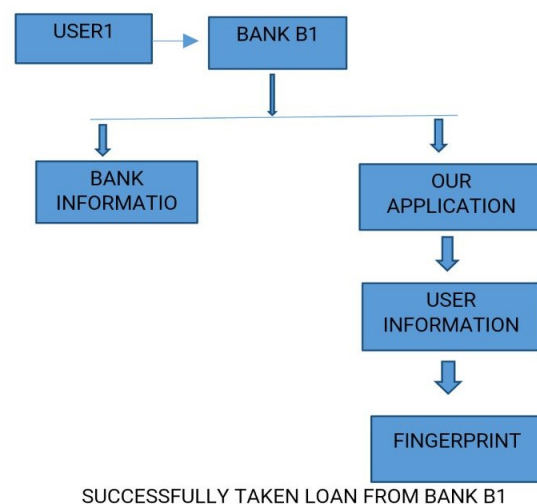 USER1
BANK B1
BANK
INFORMATIO
OUR
APPLICATION
USER
INFORMATION
FINGERPRINT
SUCCESSFULLY TAKEN LOAN FROM BANK B1